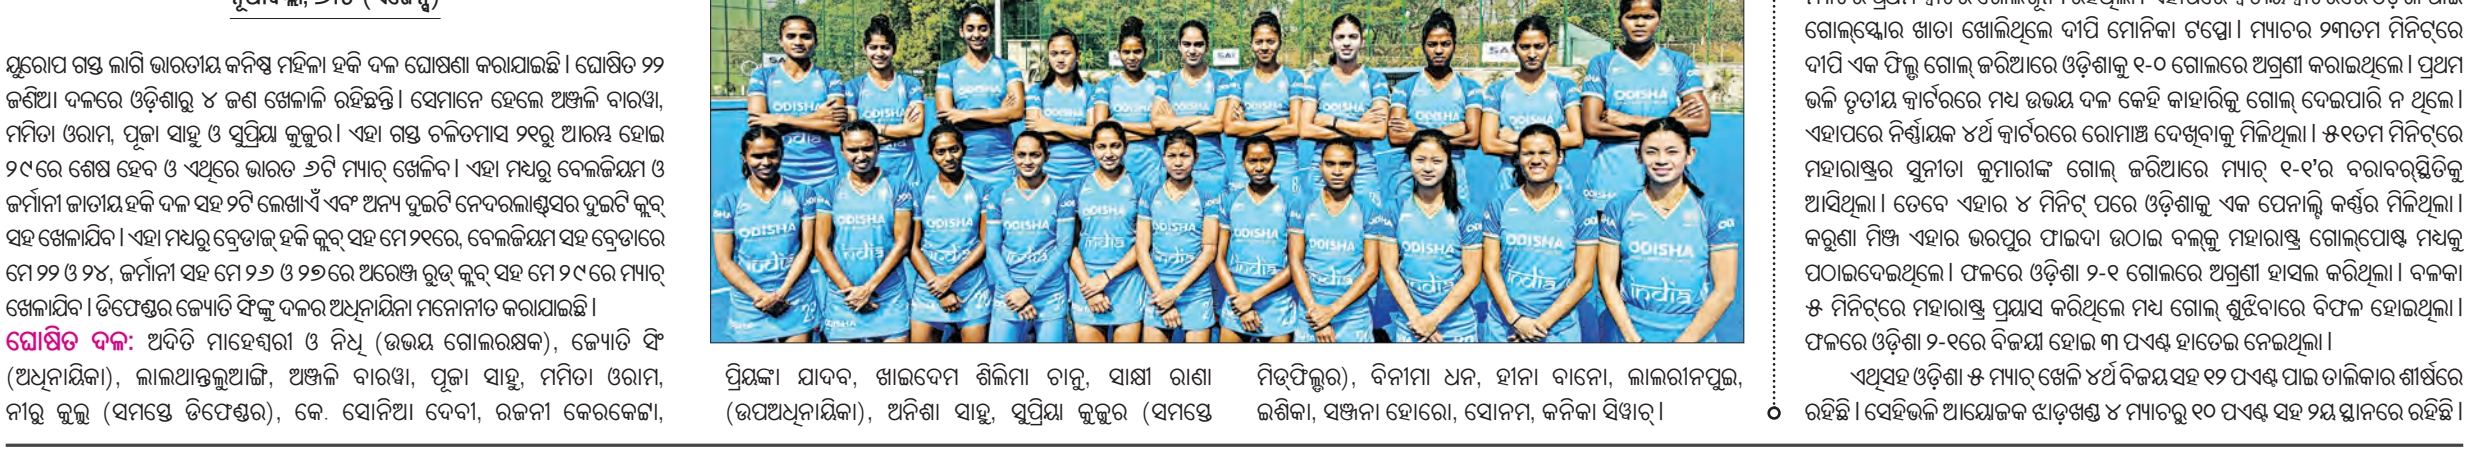 ୟୁରୋପ ଗସ୍ତ ଲାଗି ଭାରତୀୟ କନିଷ୍ଠ ମହିଳା ହକି ଦଳ ଘୋଷଣା କରାଯାଇଛି । ଘୋଷିତ ୨୨
ଜଣିଆ ଦଳରେ ଓଡ଼ିଶାରୁ ୪ ଜଣ ଖେଳାଳି ରହିଛନ୍ତି । ସେମାନେ ହେଲେ ଅଞ୍ଜଳି ବାରୱା,
ମମିତା ଓରାମ, ପୂଜା ସାହୁ ଓ ସୁପ୍ରିୟା କୁଜୁର । ଏହା ଗସ୍ତ ଚଳିତମାସ ୨୧ରୁ ଆରମ୍ଭ ହୋଇ
୨୯ରେ ଶେଷ ହେବ ଓ ଏଥିରେ ଭାରତ ୬ଟି ମ୍ୟାଚ୍ ଖେଳିବ । ଏହା ମଧ୍ୟରୁ ବେଲଜିୟମ ଓ
ଜର୍ମାନୀ ଜାତୀୟ ହକି ଦଳ ସହ ୨ଟି ଲେଖାଏଁ ଏବଂ ଅନ୍ୟ ଦୁଇଟି ନେଦରଲାଣ୍ଡସର ଦୁଇଟି କ୍ଲବ୍
ସହ ଖେଳାଯିବ । ଏହା ମଧ୍ୟରୁ ବ୍ରେଡାଜ୍ ହକି କ୍ଲବ୍ ସହ ମେ ୨୧ରେ, ବେଲଜିୟମ ସହ ବ୍ରେଡାରେ
ମେ ୨୨ ଓ ୨୪, ଜର୍ମାନୀ ସହ ମେ ୨୬ ଓ ୨୭ରେ ଅରେଞ୍ଜ ରୁଡ୍ କ୍ଲବ୍ ସହ ମେ ୨୯ରେ ମ୍ୟାଚ୍
ଖେଳାଯିବ । ଡିଫେଣ୍ଡର ଜ୍ୟୋତି ସିଂଙ୍କୁ ଦଳର ଅଧିନାୟିନା ମନୋନୀତ କରାଯାଇଛି ।
ଘୋଷିତ ଦଳ: ଅଦିତି ମାହେଶ୍ୱରୀ ଓ ନିଧି (ଉଭୟ ଗୋଲରକ୍ଷକ), ଜ୍ୟୋତି ସିଂ
(ଅଧିନାୟିକା), ଲାଲଥାନ୍ତଲୁଆଙ୍ଗି, ଅଞ୍ଜଳି ବାରୱା, ପୂଜା ସାହୁ, ମମିତା ଓରାମ,
ନୀରୁ କୁଲ୍ଲୁ (ସମସ୍ତେ ଡିଫେଣ୍ଡର), କେ. ସୋନିଆ ଦେବୀ, ରଜନୀ କେରକେଟ୍ଟା,
ODISHA
india
ପ୍ରିୟଙ୍କା ଯାଦବ, ଖାଇଦେମ ଶିଲିମା ଚାନୁ, ସାକ୍ଷୀ ରାଣା
(ଉପଅଧିନାୟିକା), ଅନିଶା ସାହୁ, ସୁପ୍ରିୟା କୁଜୁର (ସମସ୍ତେ
ମିଡ୍‌ଫିଲ୍ଡର), ବିନୀମା ଧନ, ହୀନା ବାନୋ, ଲାଲରୀନପୁଇ,
ଇଶିକା, ସଞ୍ଜନା ହୋରୋ, ସୋନମ, କନିକା ସିୱାଚ୍ ।
ଗୋଲ୍‌ସ୍କୋର ଖାତା ଖୋଲିଥିଲେ ଦୀପି ମୋନିକା ଟପ୍ପୋ । ମ୍ୟାଚର ୨୩ତମ ମିନିଟ୍‌ରେ
ଦୀପି ଏକ ଫିଲ୍ଡ ଗୋଲ୍ ଜରିଆରେ ଓଡ଼ିଶାକୁ ୧-୦ ଗୋଲରେ ଅଗ୍ରଣୀ କରାଇଥିଲେ । ପ୍ରଥମ
ଭଳି ତୃତୀୟ କ୍ୱାର୍ଟରରେ ମଧ୍ୟ ଉଭୟ ଦଳ କେହି କାହାରିକୁ ଗୋଲ୍ ଦେଇପାରି ନ ଥିଲେ ।
ଏହାପରେ ନିର୍ଣ୍ଣାୟକ ୪ର୍ଥ କ୍ୱାର୍ଟରରେ ରୋମାଞ୍ଚ ଦେଖିବାକୁ ମିଳିଥିଲା । ୫୧ତମ ମିନିଟ୍‌ରେ
ମହାରାଷ୍ଟ୍ରର ସୁନୀତା କୁମାରୀଙ୍କ ଗୋଲ୍ ଜରିଆରେ ମ୍ୟାଚ୍ ୧-୧'ର ବରାବର୍‌ସ୍ଥିତିକୁ
ଆସିଥିଲା । ତେବେ ଏହାର ୪ ମିନିଟ୍ ପରେ ଓଡ଼ିଶାକୁ ଏକ ପେନାଲ୍ଟି କର୍ଣ୍ଣର ମିଳିଥିଲା ।
କରୁଣା ମିଞ୍ଜ ଏହାର ଭରପୁର ଫାଇଦା ଉଠାଇ ବଲ୍‌କୁ ମହାରାଷ୍ଟ୍ର ଗୋଲ୍‌ପୋଷ୍ଟ ମଧ୍ୟକୁ
ପଠାଇଦେଇଥିଲେ । ଫଳରେ ଓଡ଼ିଶା ୨-୧ ଗୋଲରେ ଅଗ୍ରଣୀ ହାସଲ କରିଥିଲା । ବଳକା
୫ ମିନିଟ୍‌ରେ ମହାରାଷ୍ଟ୍ର ପ୍ରୟାସ କରିଥିଲେ ମଧ୍ୟ ଗୋଲ୍ ଶୁଝିବାରେ ବିଫଳ ହୋଇଥିଲା ।
ଫଳରେ ଓଡ଼ିଶା ୨-୧ରେ ବିଜୟୀ ହୋଇ ୩ ପଏଣ୍ଟ ହାତେଇ ନେଇଥିଲା ।
ଏଥିସହ ଓଡ଼ିଶା ୫ ମ୍ୟାଚ୍ ଖେଳି ୪ର୍ଥ ବିଜୟ ସହ ୧୨ ପଏଣ୍ଟ ପାଇ ତାଲିକାର ଶୀର୍ଷରେ
ରହିଛି । ସେହିଭଳି ଆୟୋଜକ ଝାଡ଼ଖଣ୍ଡ ୪ ମ୍ୟାଚରୁ ୧୦ ପଏଣ୍ଟ ସହ ୨ୟ ସ୍ଥାନରେ ରହିଛି ।